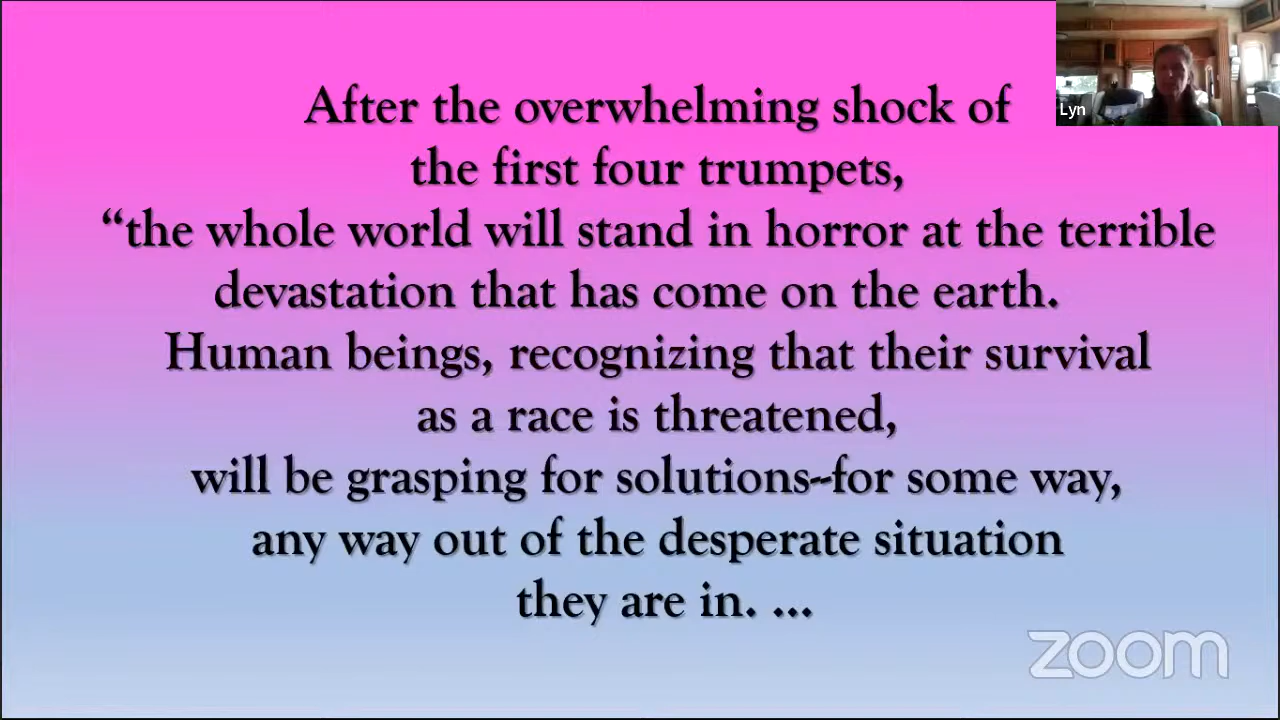 After the overwhelming shock of
the first four trumpets,
“the whole world will stand in horror at the terrible
devastation that has come on the earth.
Human beings, recognizing that their survival
as a race is threatened,
will be grasping for solutions--for some way,
any way out of the desperate situation
they are in. ...
Lyn
zoom